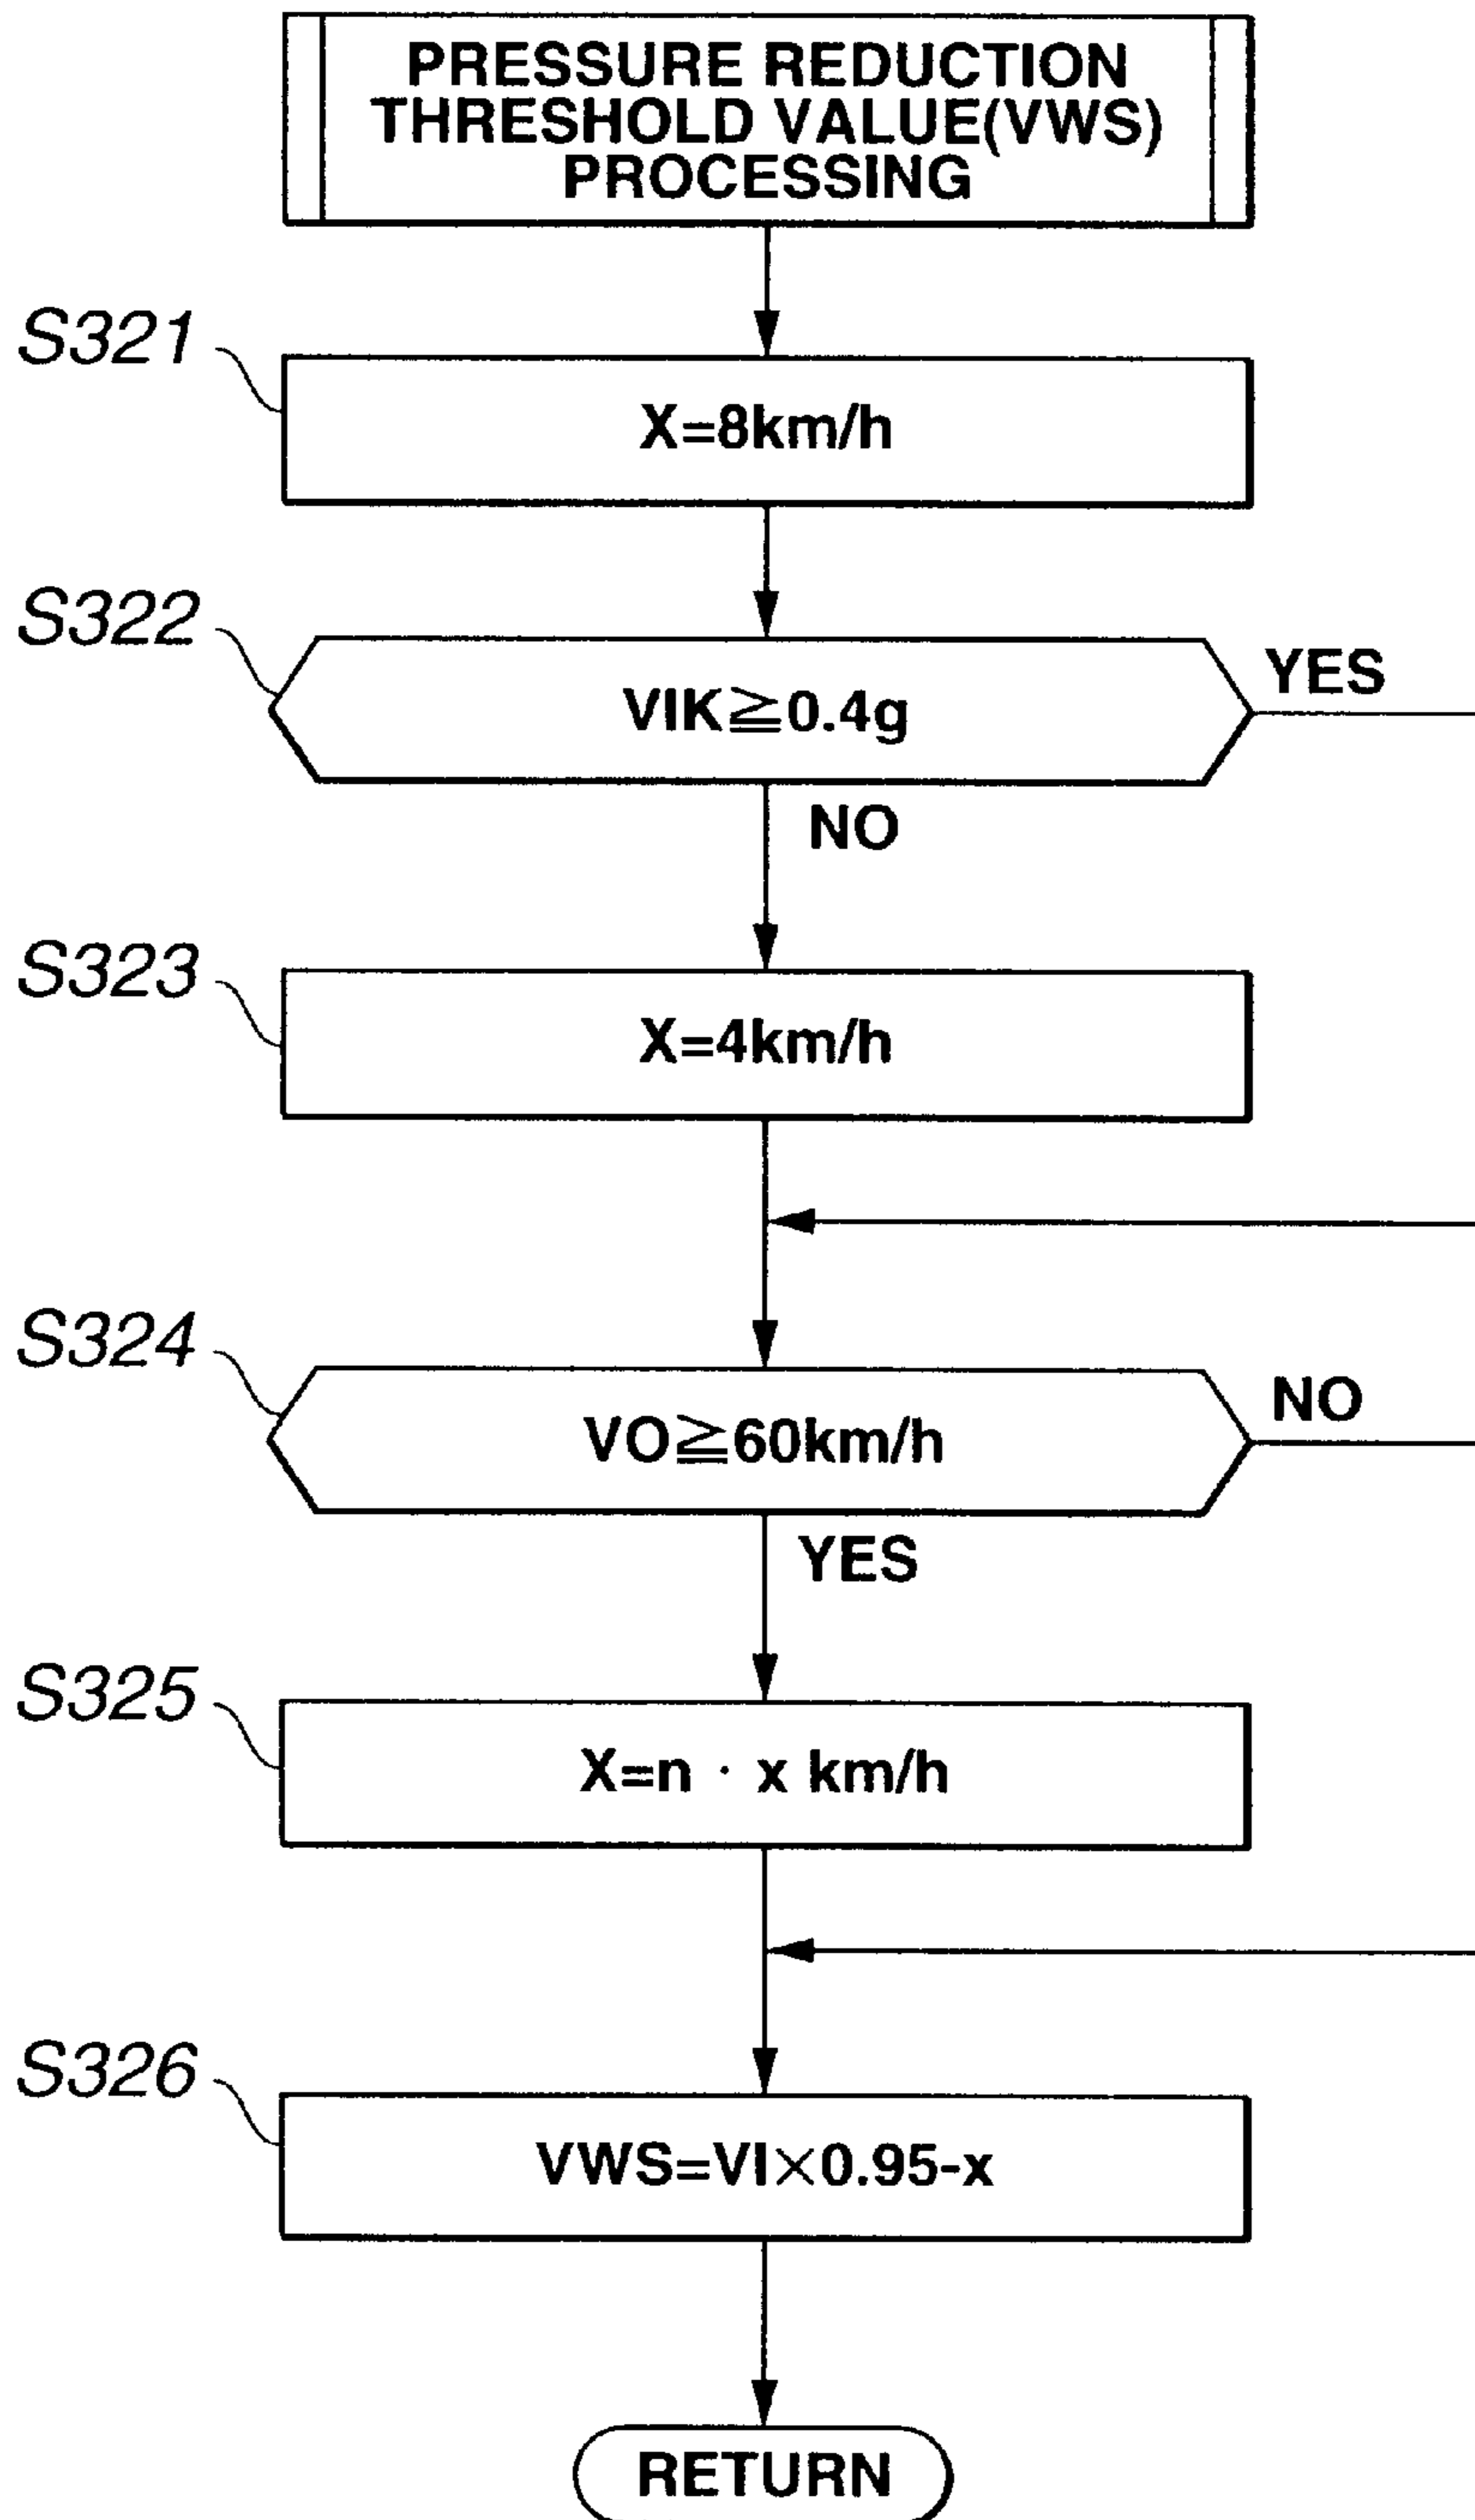 PRESSURE REDUCTION
THRESHOLD VALUE(VWS)
PROCESSING
S321
X=8km/h
S322
VIK≧0.4g
YES
NO
S323
X=4km/h
S324
VO≧60km/h
NO
YES
S325
X=n · x km/h
S326
VWS=VI×0.95-x
RETURN